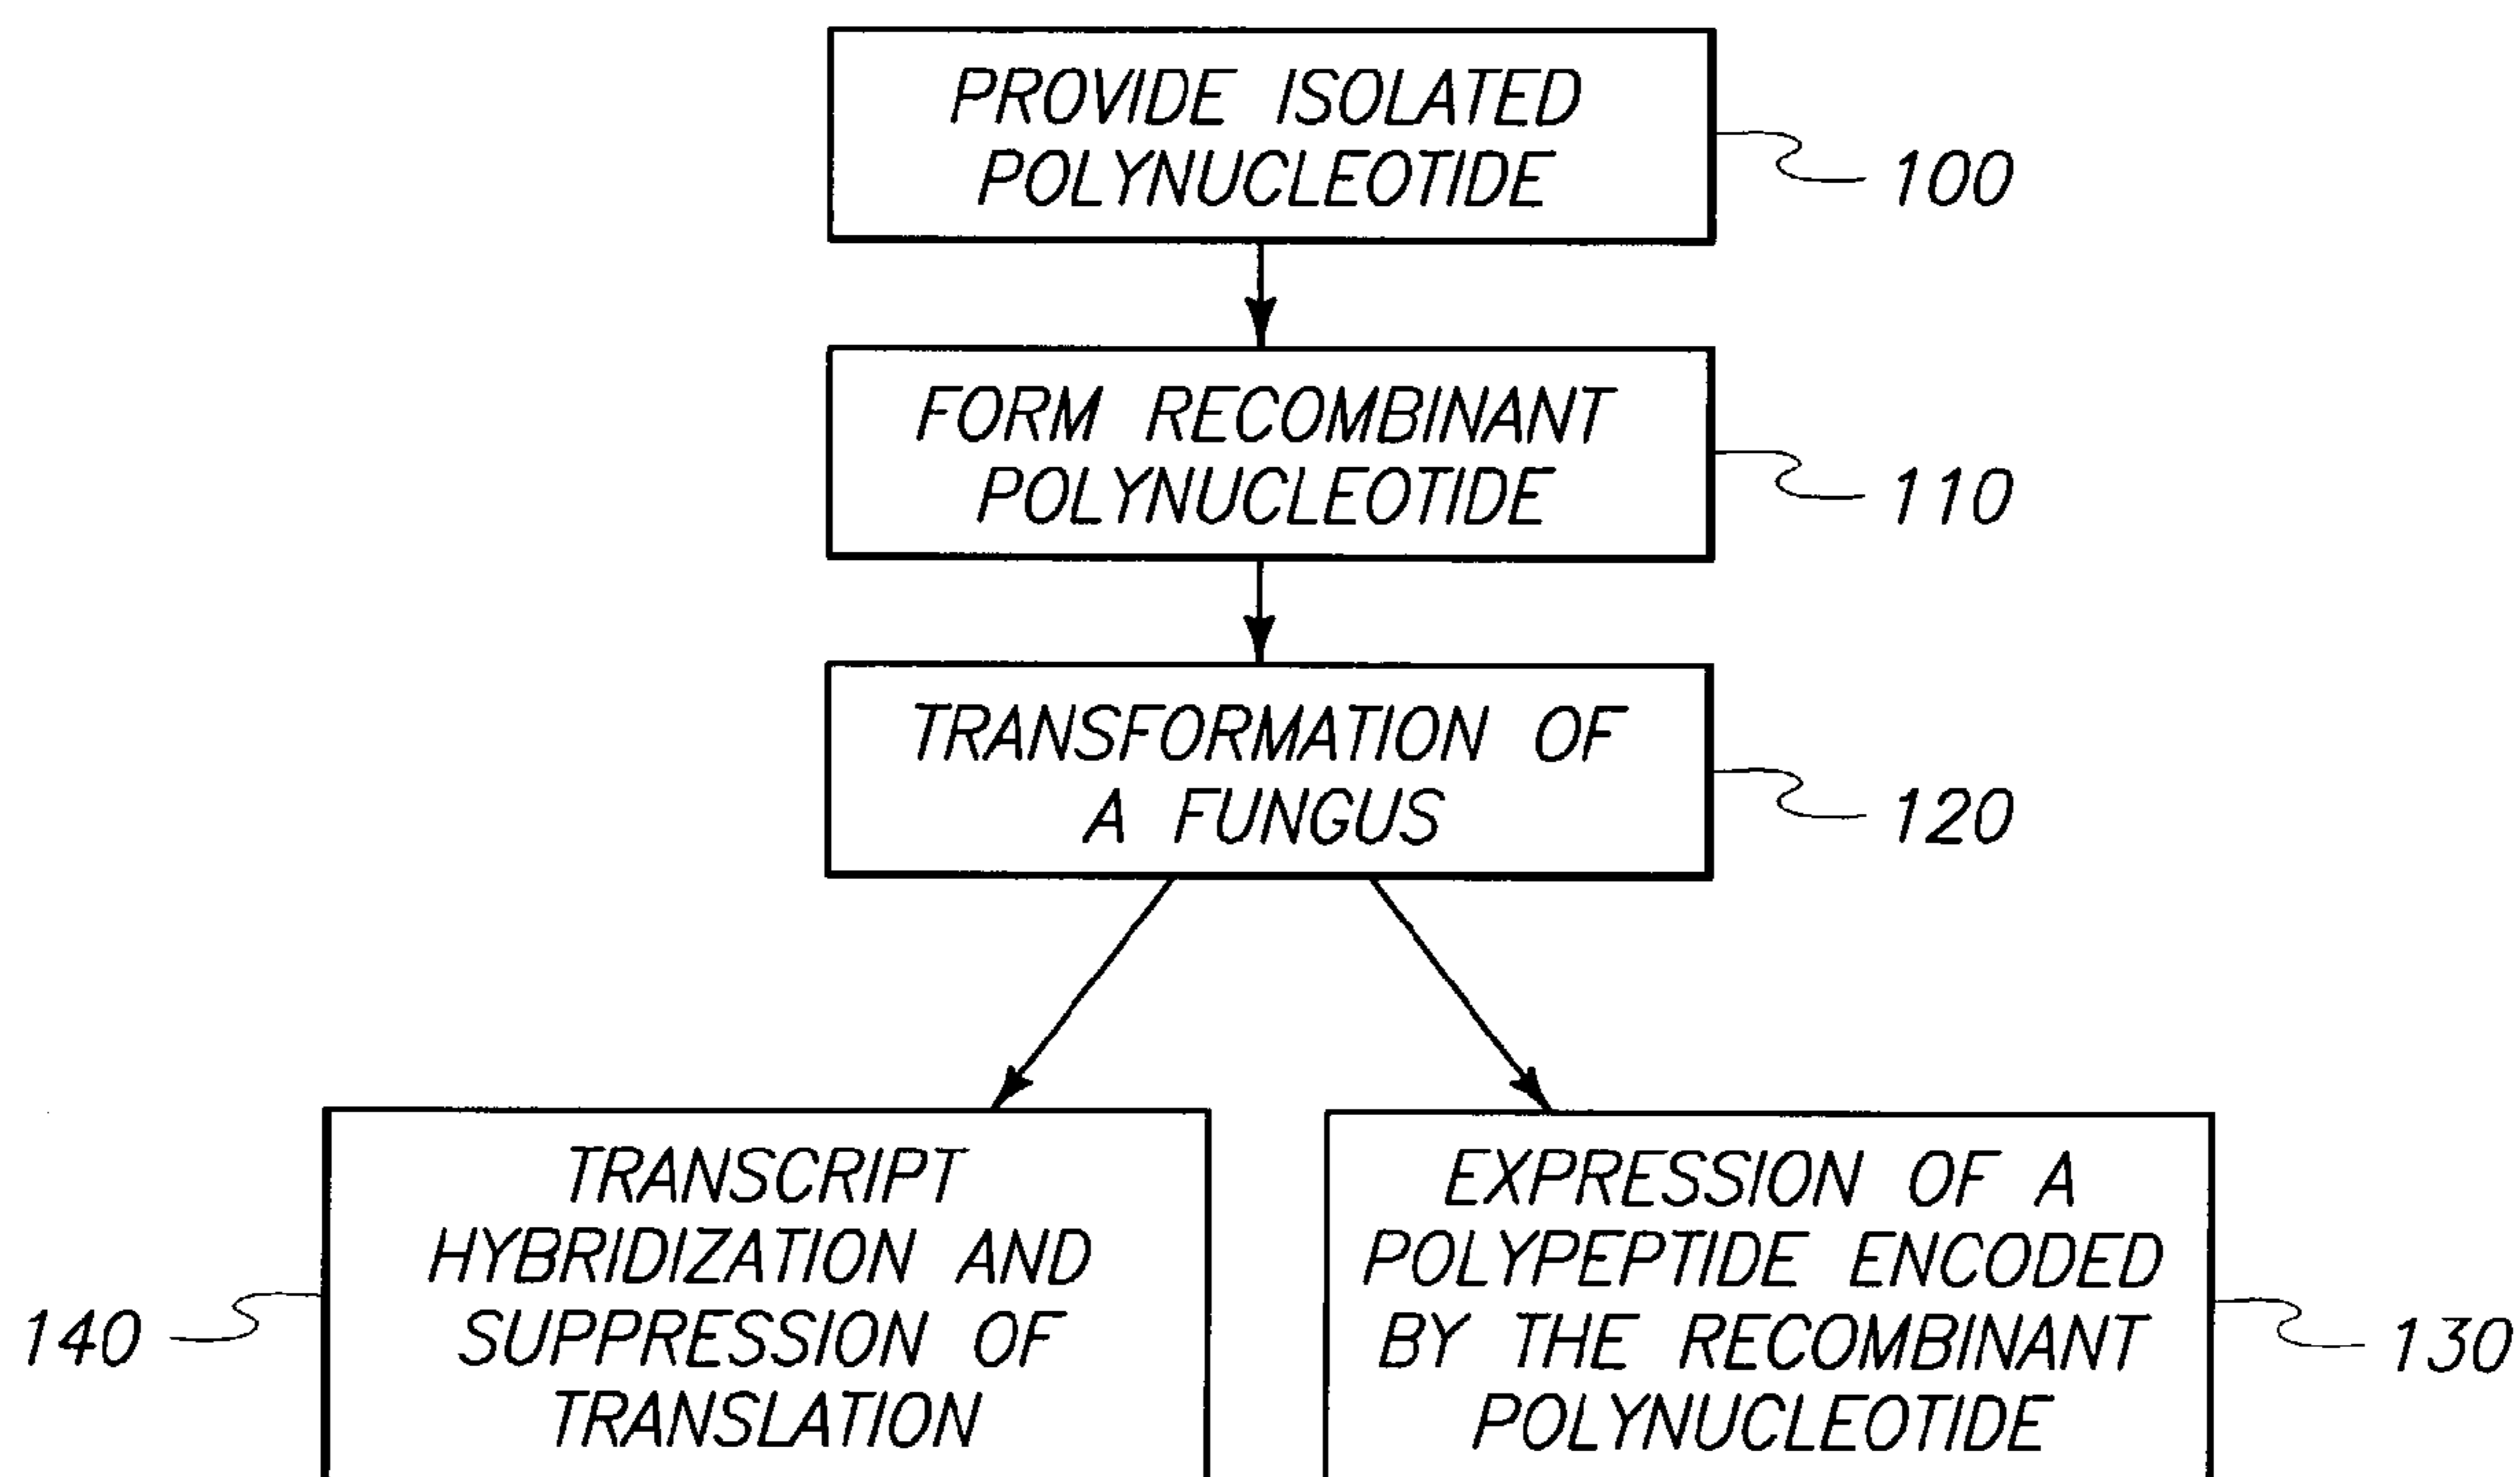 PROVIDE ISOLATED
POLYNUCLEOTIDE
100
FORM RECOMBINANT
POLYNUCLEOTIDE
110
TRANSFORMATION OF
A FUNGUS
120
TRANSCRIPT
HYBRIDIZATION AND
SUPPRESSION OF
TRANSLATION
140
EXPRESSION OF A
POLYPEPTIDE ENCODED
BY THE RECOMBINANT
POLYNUCLEOTIDE
130